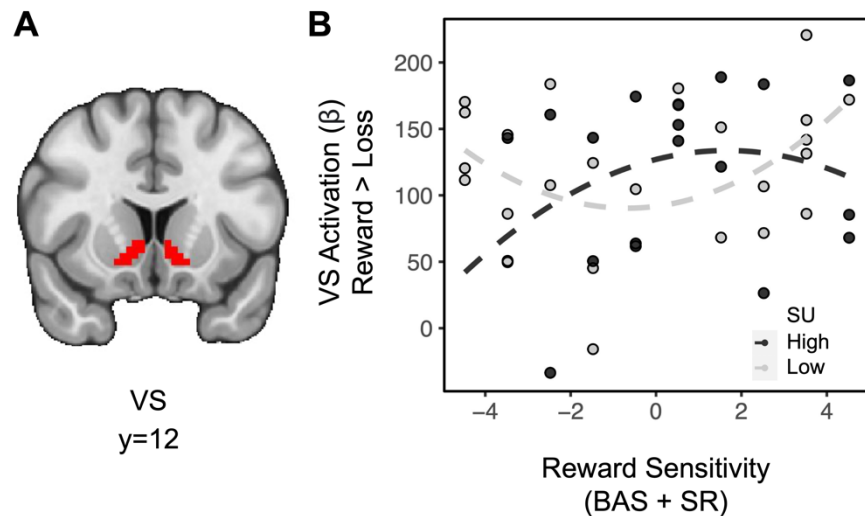 A
VS
y=12
B
VS Activation (β)
Reward > Loss
200
150
100
50
0
SU
High
Low
−4
−2
0
2
4
Reward Sensitivity
(BAS + SR)